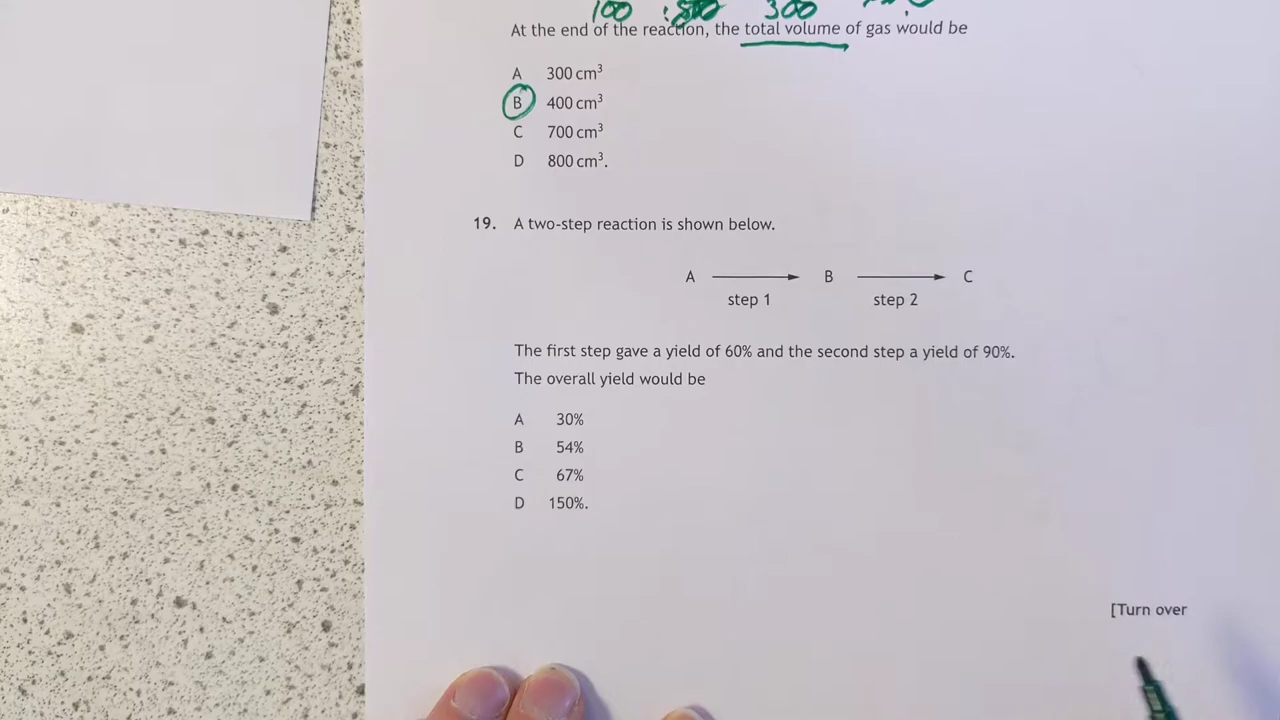 100 300
At the end of the reaction, the total volume of gas would be
A 300 cm³
B 400 cm³
C 700 cm³
D 800 cm³.
19. A two-step reaction is shown below.
A B C
step 1 step 2
The first step gave a yield of 60% and the second step a yield of 90%.
The overall yield would be
A 30%
B 54%
C 67%
D 150%.
[Turn over